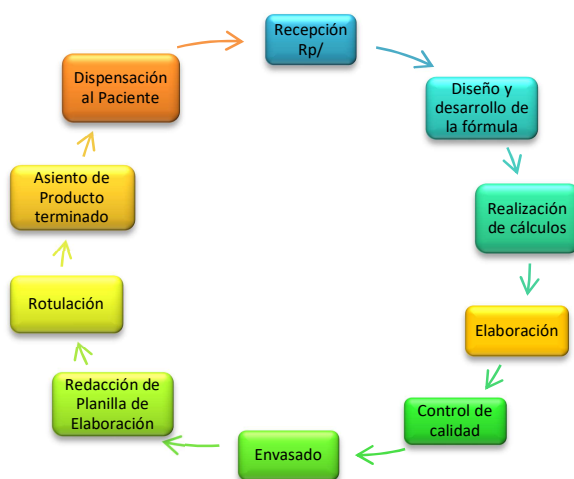 Recepción
Rp/
Diseño y
desarrollo de
la fórmula
Realización
de cálculos
Elaboración
Control de
calidad
Envasado
Redacción de
Planilla de
Elaboración
Rotulación
Asiento de
Producto
terminado
Dispensación
al Paciente